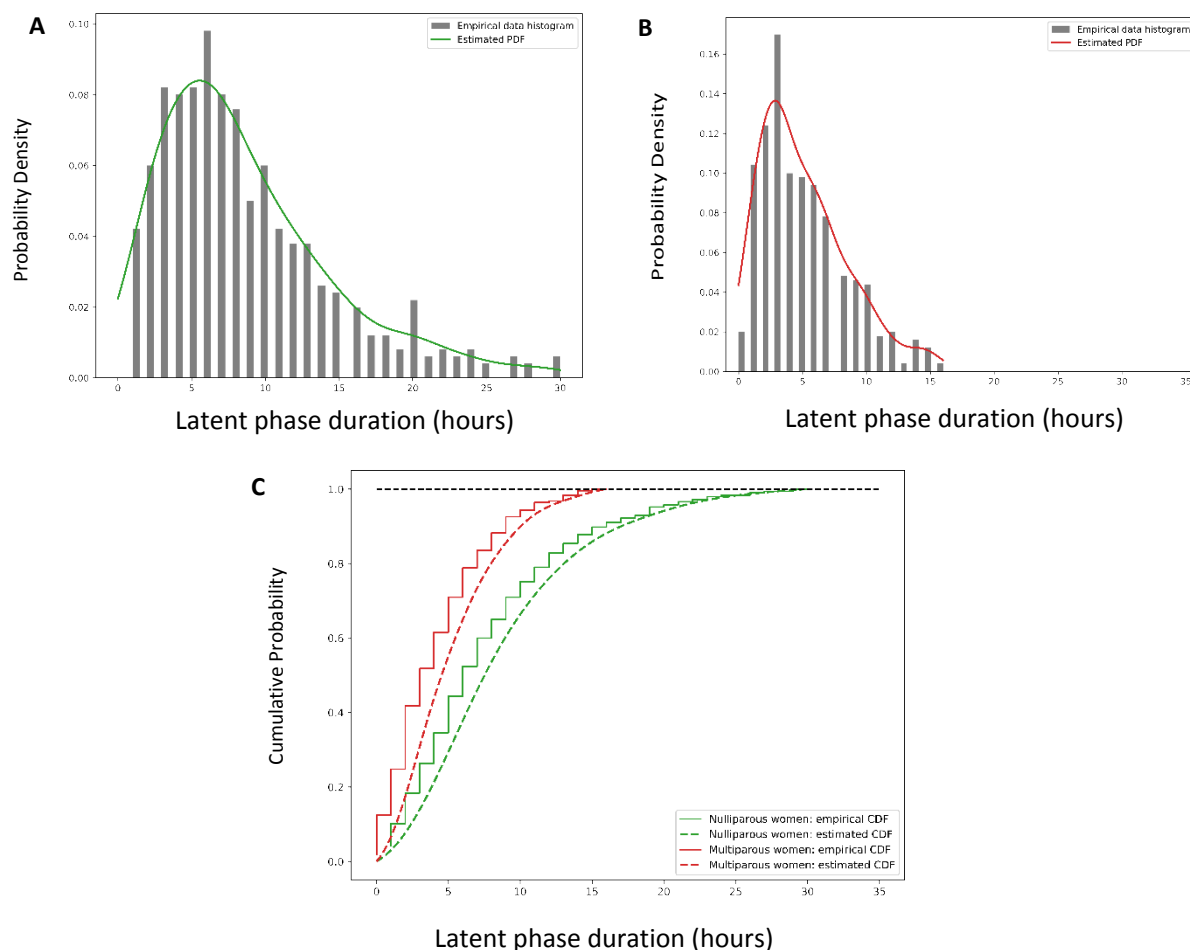 A
Empirical data histogram
Estimated PDF
Probability Density
0.10
0.08
0.06
0.04
0.02
0.00
0 5 10 15 20 25 30
Latent phase duration (hours)
B
Empirical data histogram
Estimated PDF
Probability Density
0.16
0.14
0.12
0.10
0.08
0.06
0.04
0.02
0.00
0 5 10 15 20 25 30 35
Latent phase duration (hours)
C
Cumulative Probability
1.0
0.8
0.6
0.4
0.2
0.0
Nulliparous women: empirical CDF
Nulliparous women: estimated CDF
Multiparous women: empirical CDF
Multiparous women: estimated CDF
0 5 10 15 20 25 30 35
Latent phase duration (hours)